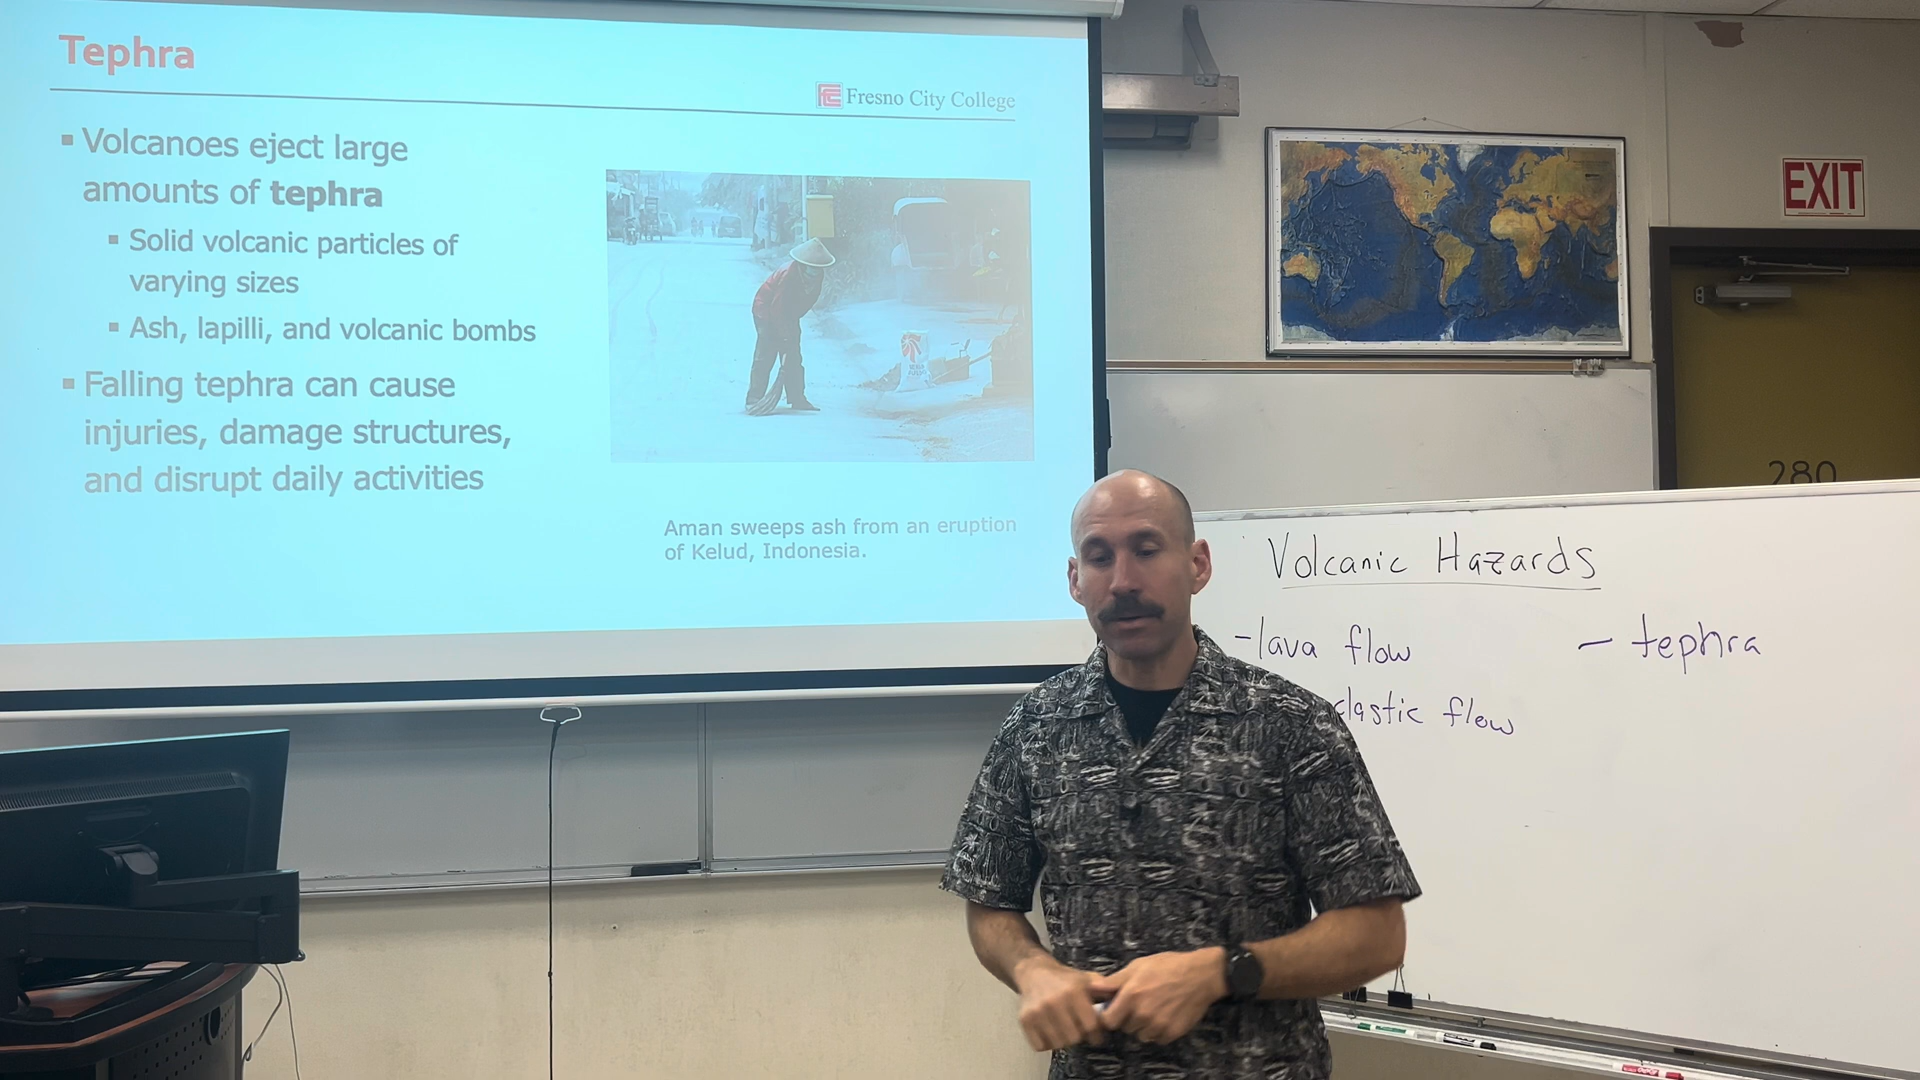 Tephra
Fresno City College
▪ Volcanoes eject large
amounts of tephra
▪ Solid volcanic particles of
varying sizes
▪ Ash, lapilli, and volcanic bombs
▪ Falling tephra can cause
injuries, damage structures,
and disrupt daily activities
Aman sweeps ash from an eruption
of Kelud, Indonesia.
EXIT
280
Volcanic Hazards
- lava flow
- tephra
clastic flow